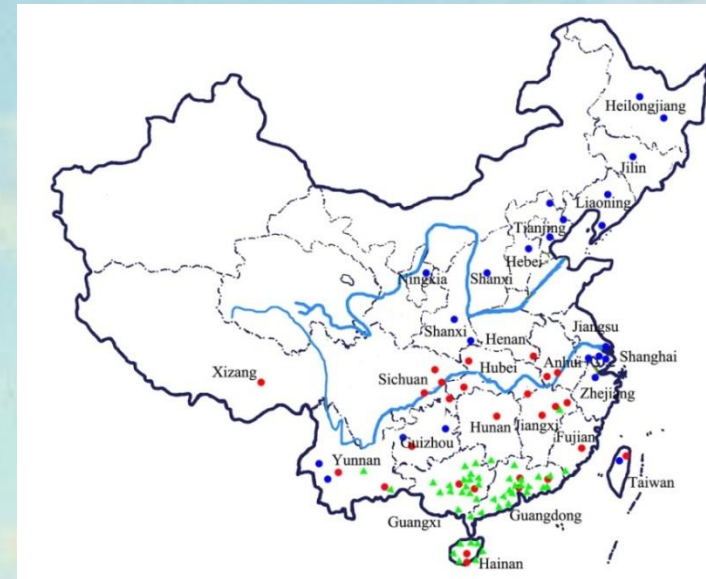 Heilongjiang
Jilin
Liaoning
Tianjing
Hebei
Ningkia
Shanxi
Shanxi
Henan
Jiangsu
Anhui
Shanghai
Hubei
Xizang
Sichuan
Zhejiang
Hunan
Jiangxi
Guizhou
Fujian
Yunnan
Taiwan
Guangxi
Guangdong
Hainan